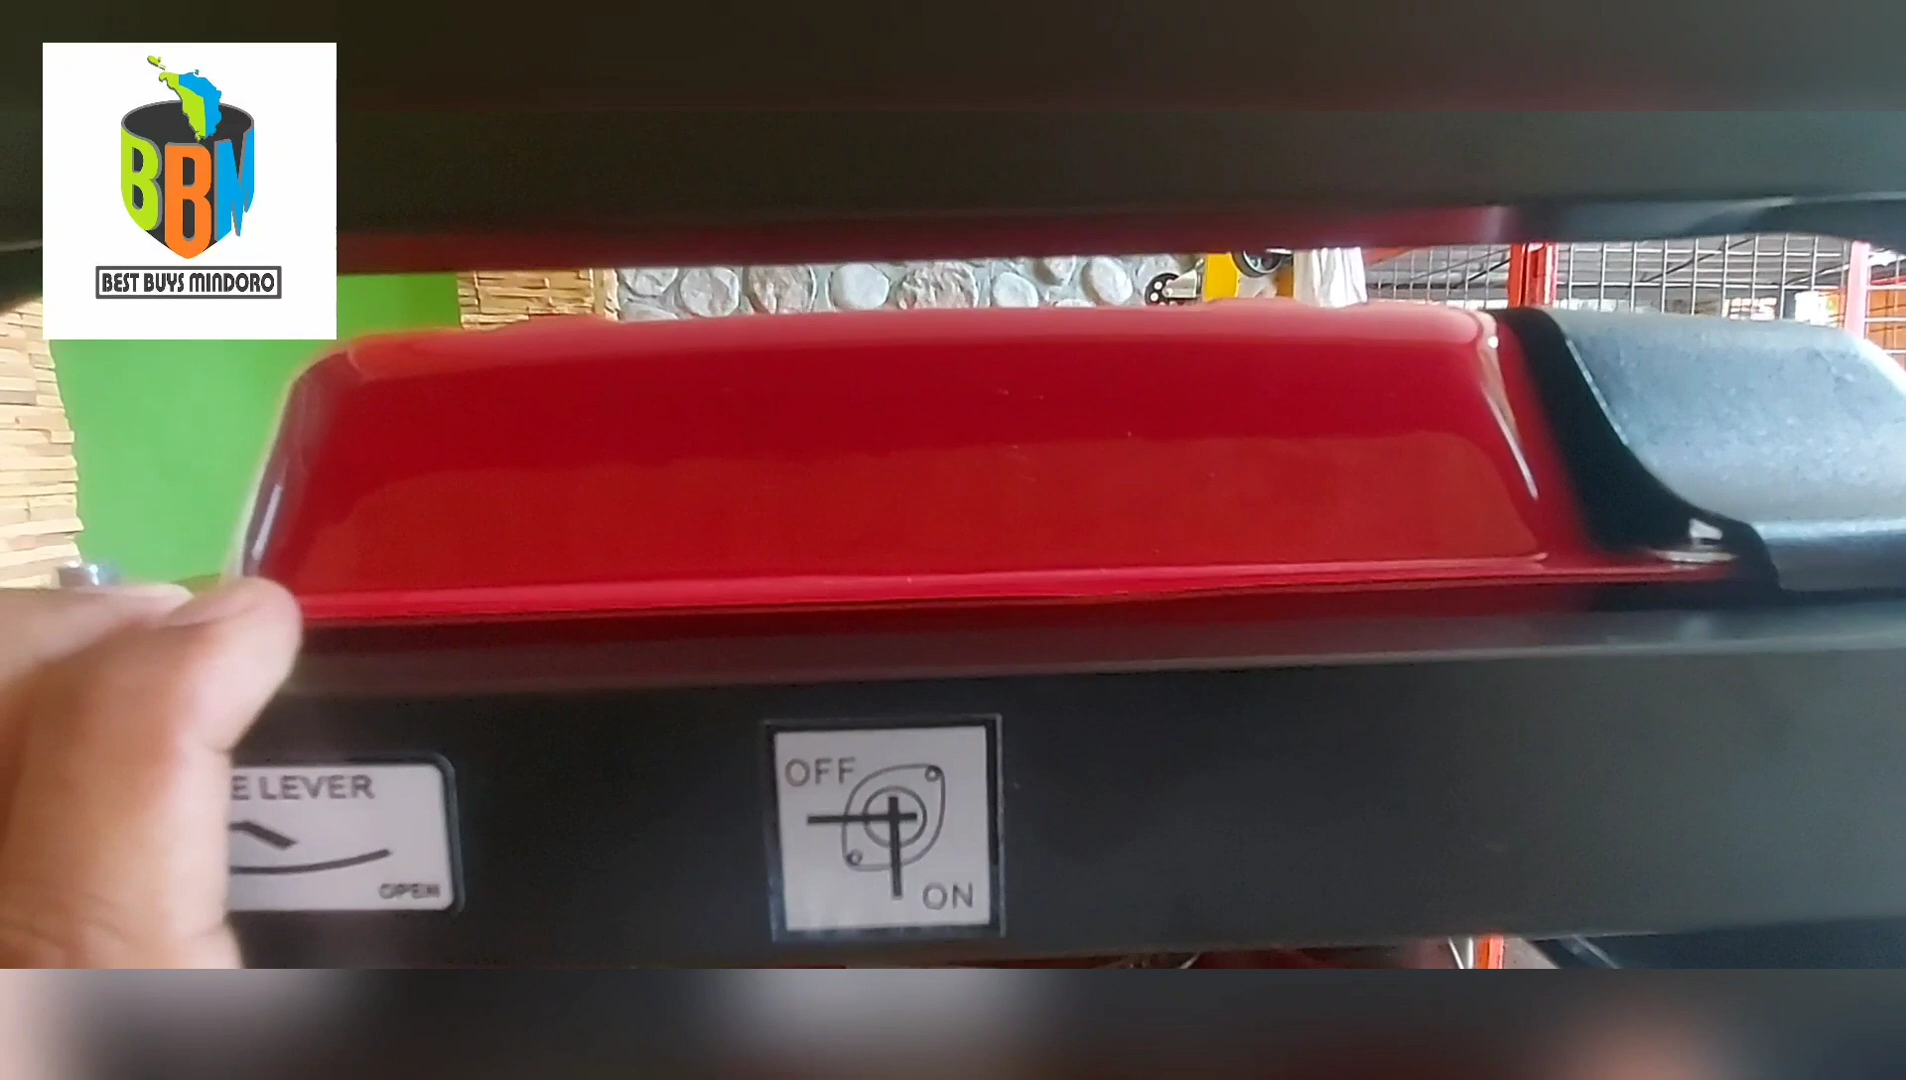 BBM
BEST BUYS MINDORO
E LEVER
OPEN
OFF
ON